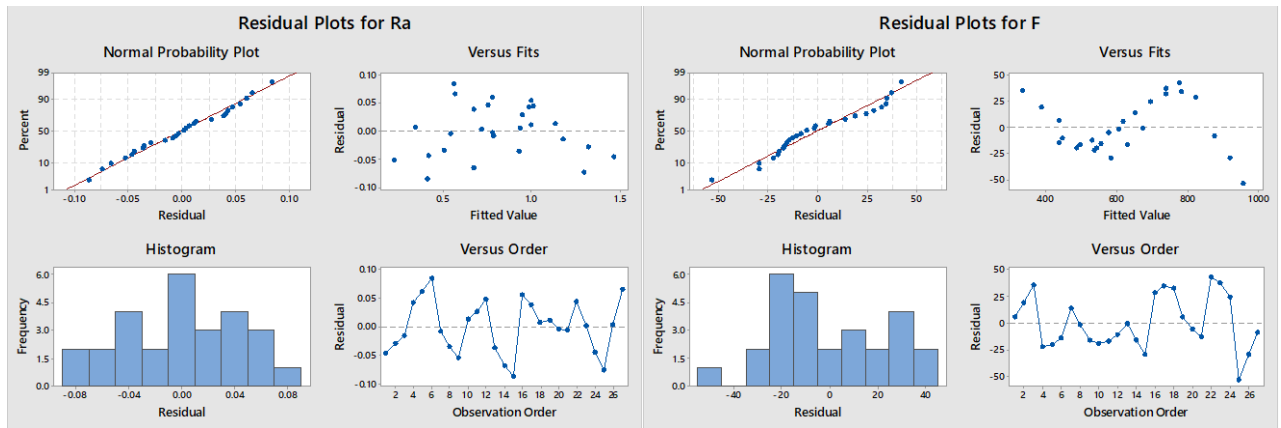 Residual Plots for Ra
Normal Probability Plot
Versus Fits
99
90
50
10
1
Percent
-0.10 -0.05 0.00 0.05 0.10
Residual
0.10
0.05
0.00
-0.05
-0.10
Residual
0.5 1.0 1.5
Fitted Value
Histogram
Versus Order
6.0
4.5
3.0
1.5
0.0
Frequency
-0.08 -0.04 0.00 0.04 0.08
Residual
0.10
0.05
0.00
-0.05
-0.10
Residual
2 4 6 8 10 12 14 16 18 20 22 24 26
Observation Order
Residual Plots for F
Normal Probability Plot
Versus Fits
99
90
50
10
1
Percent
-50 -25 0 25 50
Residual
50
25
0
-25
-50
Residual
400 600 800 1000
Fitted Value
Histogram
Versus Order
6.0
4.5
3.0
1.5
0.0
Frequency
-40 -20 0 20 40
Residual
50
25
0
-25
-50
Residual
2 4 6 8 10 12 14 16 18 20 22 24 26
Observation Order